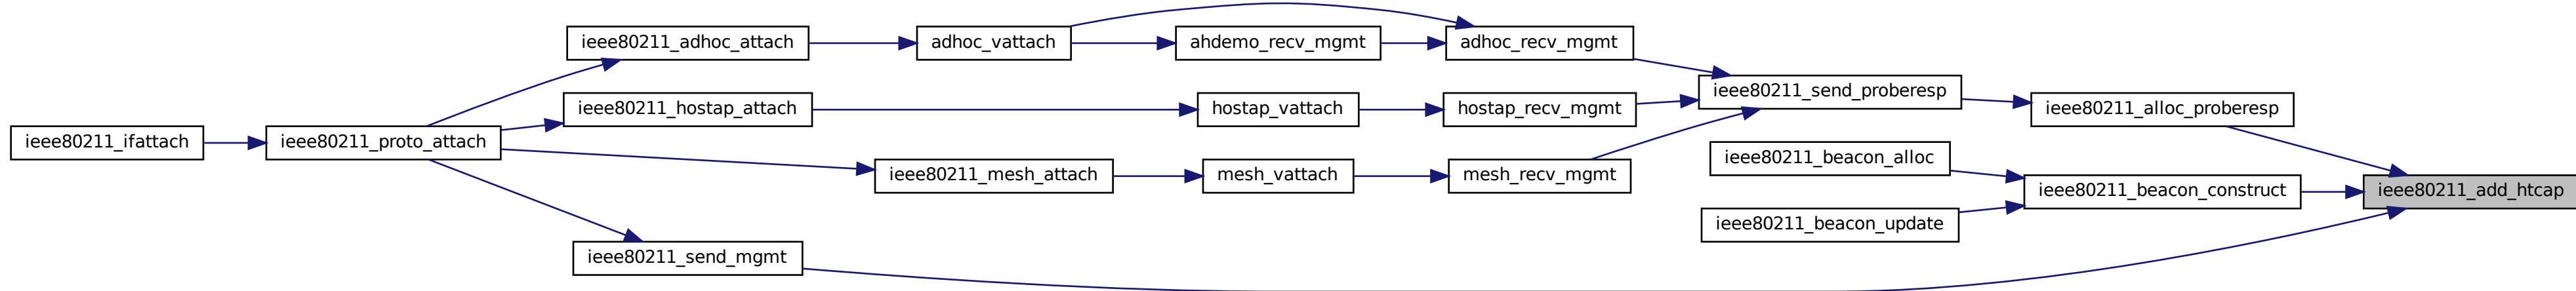 ieee80211_ifattach
ieee80211_proto_attach
ieee80211_adhoc_attach
adhoc_vattach
ahdemo_recv_mgmt
adhoc_recv_mgmt
ieee80211_hostap_attach
hostap_vattach
hostap_recv_mgmt
ieee80211_mesh_attach
mesh_vattach
mesh_recv_mgmt
ieee80211_send_mgmt
ieee80211_send_proberesp
ieee80211_alloc_proberesp
ieee80211_beacon_alloc
ieee80211_beacon_update
ieee80211_beacon_construct
ieee80211_add_htcap